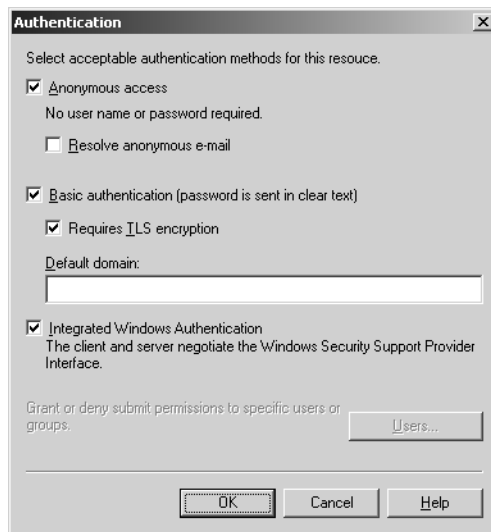 Authentication
Select acceptable authentication methods for this resouce.
Anonymous access
No user name or password required.
Resolve anonymous e-mail
Basic authentication (password is sent in clear text)
Requires TLS encryption
Default domain:
Integrated Windows Authentication
The client and server negotiate the Windows Security Support Provider
Interface.
Grant or deny submit permissions to specific users or
groups.
Users...
OK
Cancel
Help